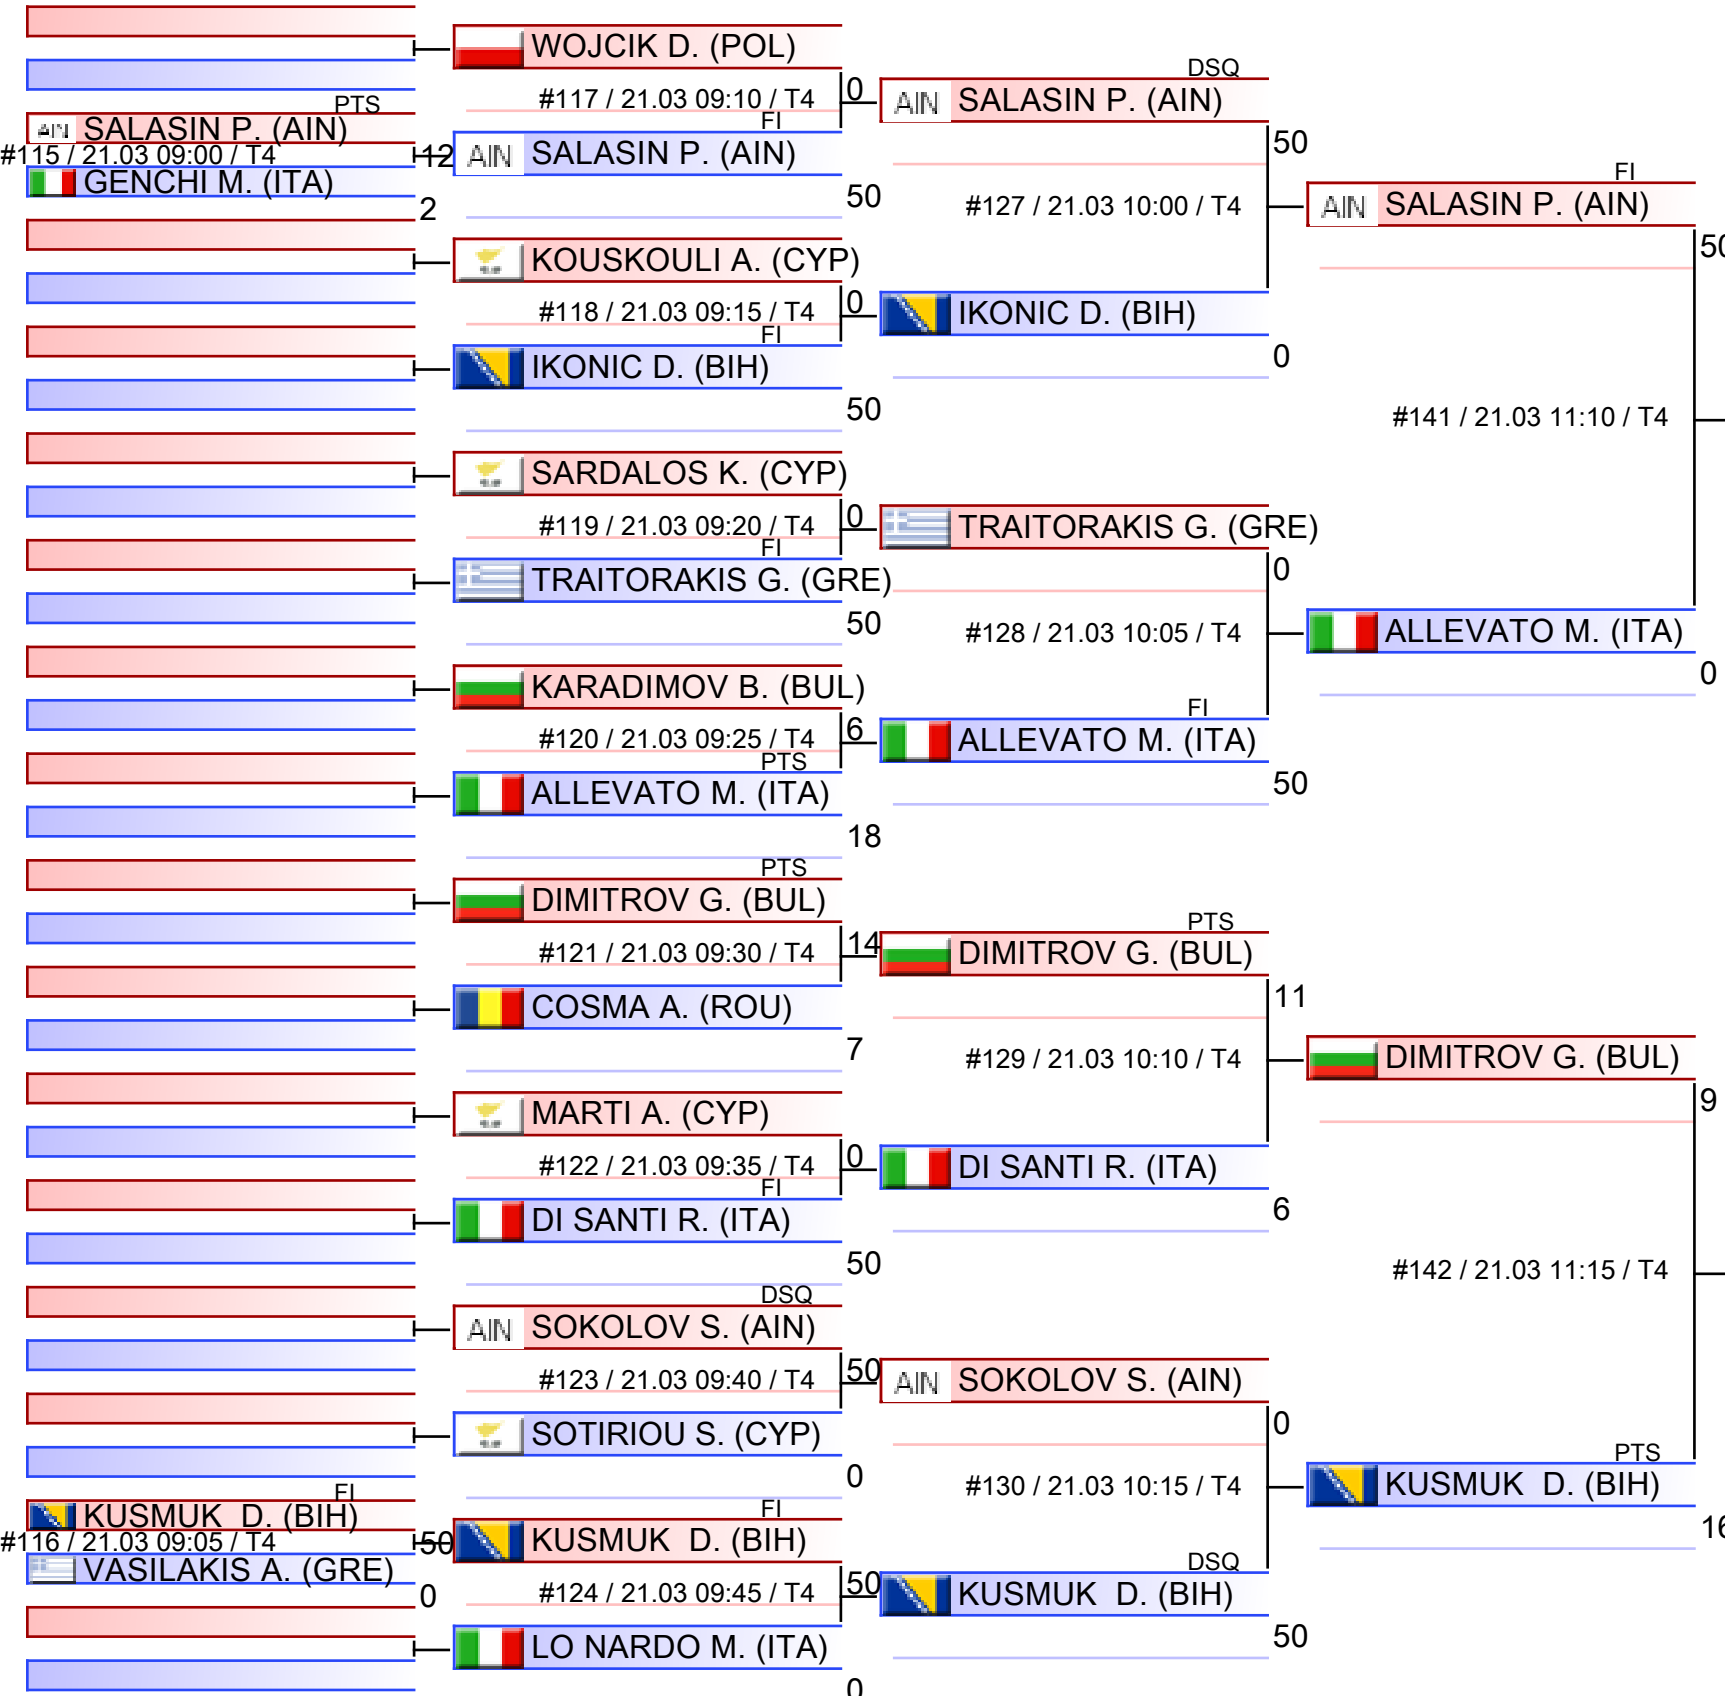 WOJCIK D. (POL)
#117 / 21.03 09:10 / T4
0
FI
AIN SALASIN P. (AIN)
50
PTS
AIN SALASIN P. (AIN)
#115 / 21.03 09:00 / T4
12
GENCHI M. (ITA)
2
KOUSKOULI A. (CYP)
#118 / 21.03 09:15 / T4
0
FI
IKONIC D. (BIH)
50
SARDALOS K. (CYP)
#119 / 21.03 09:20 / T4
0
FI
TRAITORAKIS G. (GRE)
50
KARADIMOV B. (BUL)
#120 / 21.03 09:25 / T4
6
PTS
ALLEVATO M. (ITA)
18
PTS
DIMITROV G. (BUL)
#121 / 21.03 09:30 / T4
14
COSMA A. (ROU)
7
MARTI A. (CYP)
#122 / 21.03 09:35 / T4
0
FI
DI SANTI R. (ITA)
50
DSQ
AIN SOKOLOV S. (AIN)
#123 / 21.03 09:40 / T4
50
SOTIRIOU S. (CYP)
0
FI
KUSMUK D. (BIH)
#116 / 21.03 09:05 / T4
50
VASILAKIS A. (GRE)
0
FI
KUSMUK D. (BIH)
#124 / 21.03 09:45 / T4
50
LO NARDO M. (ITA)
0
DSQ
AIN SALASIN P. (AIN)
50
#127 / 21.03 10:00 / T4
IKONIC D. (BIH)
0
TRAITORAKIS G. (GRE)
0
#128 / 21.03 10:05 / T4
FI
ALLEVATO M. (ITA)
50
PTS
DIMITROV G. (BUL)
11
#129 / 21.03 10:10 / T4
DI SANTI R. (ITA)
6
AIN SOKOLOV S. (AIN)
0
#130 / 21.03 10:15 / T4
DSQ
KUSMUK D. (BIH)
50
FI
AIN SALASIN P. (AIN)
50
#141 / 21.03 11:10 / T4
ALLEVATO M. (ITA)
0
DIMITROV G. (BUL)
9
#142 / 21.03 11:15 / T4
PTS
KUSMUK D. (BIH)
16